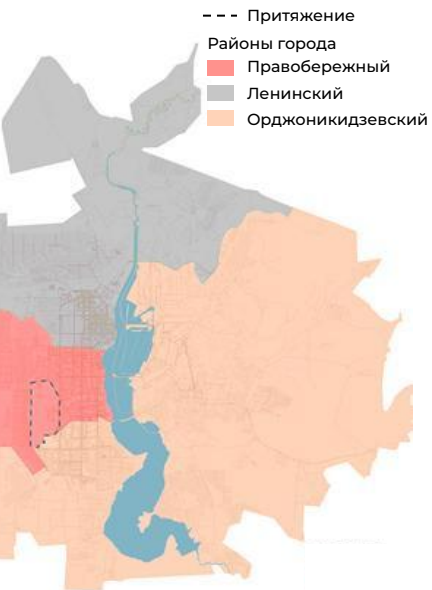 Притяжение
Районы города
Правобережный
Ленинский
Орджоникидзевский